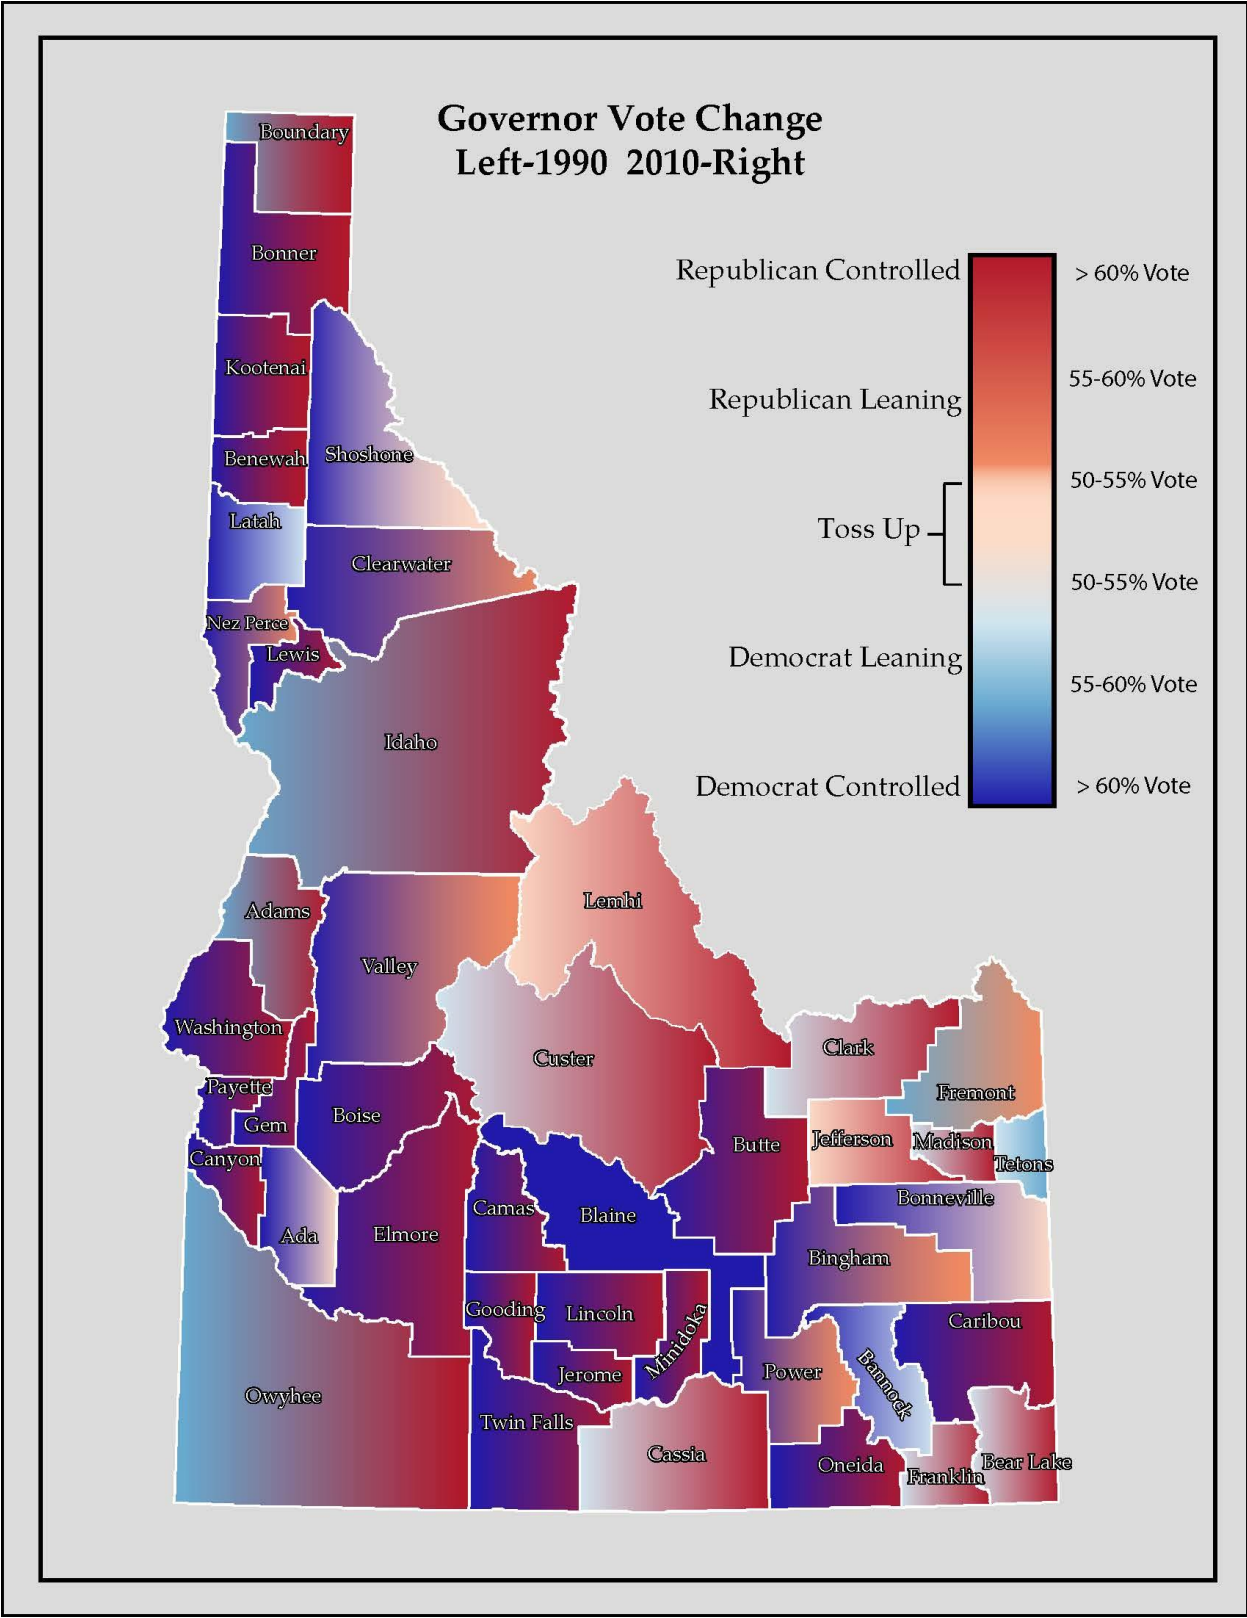 Governor Vote Change
Left-1990 2010-Right
Republican Controlled
> 60% Vote
55-60% Vote
Republican Leaning
50-55% Vote
Toss Up
50-55% Vote
Democrat Leaning
55-60% Vote
Democrat Controlled
> 60% Vote
Boundary
Bonner
Kootenai
Benewah
Shoshone
Latah
Clearwater
Nez Perce
Lewis
Idaho
Lemhi
Adams
Valley
Washington
Custer
Clark
Payette
Fremont
Gem
Boise
Butte
Jefferson
Madison
Tetons
Canyon
Bonneville
Camas
Blaine
Ada
Elmore
Bingham
Gooding
Lincoln
Minidoka
Caribou
Jerome
Power
Bannock
Owyhee
Twin Falls
Cassia
Oneida
Franklin
Bear Lake